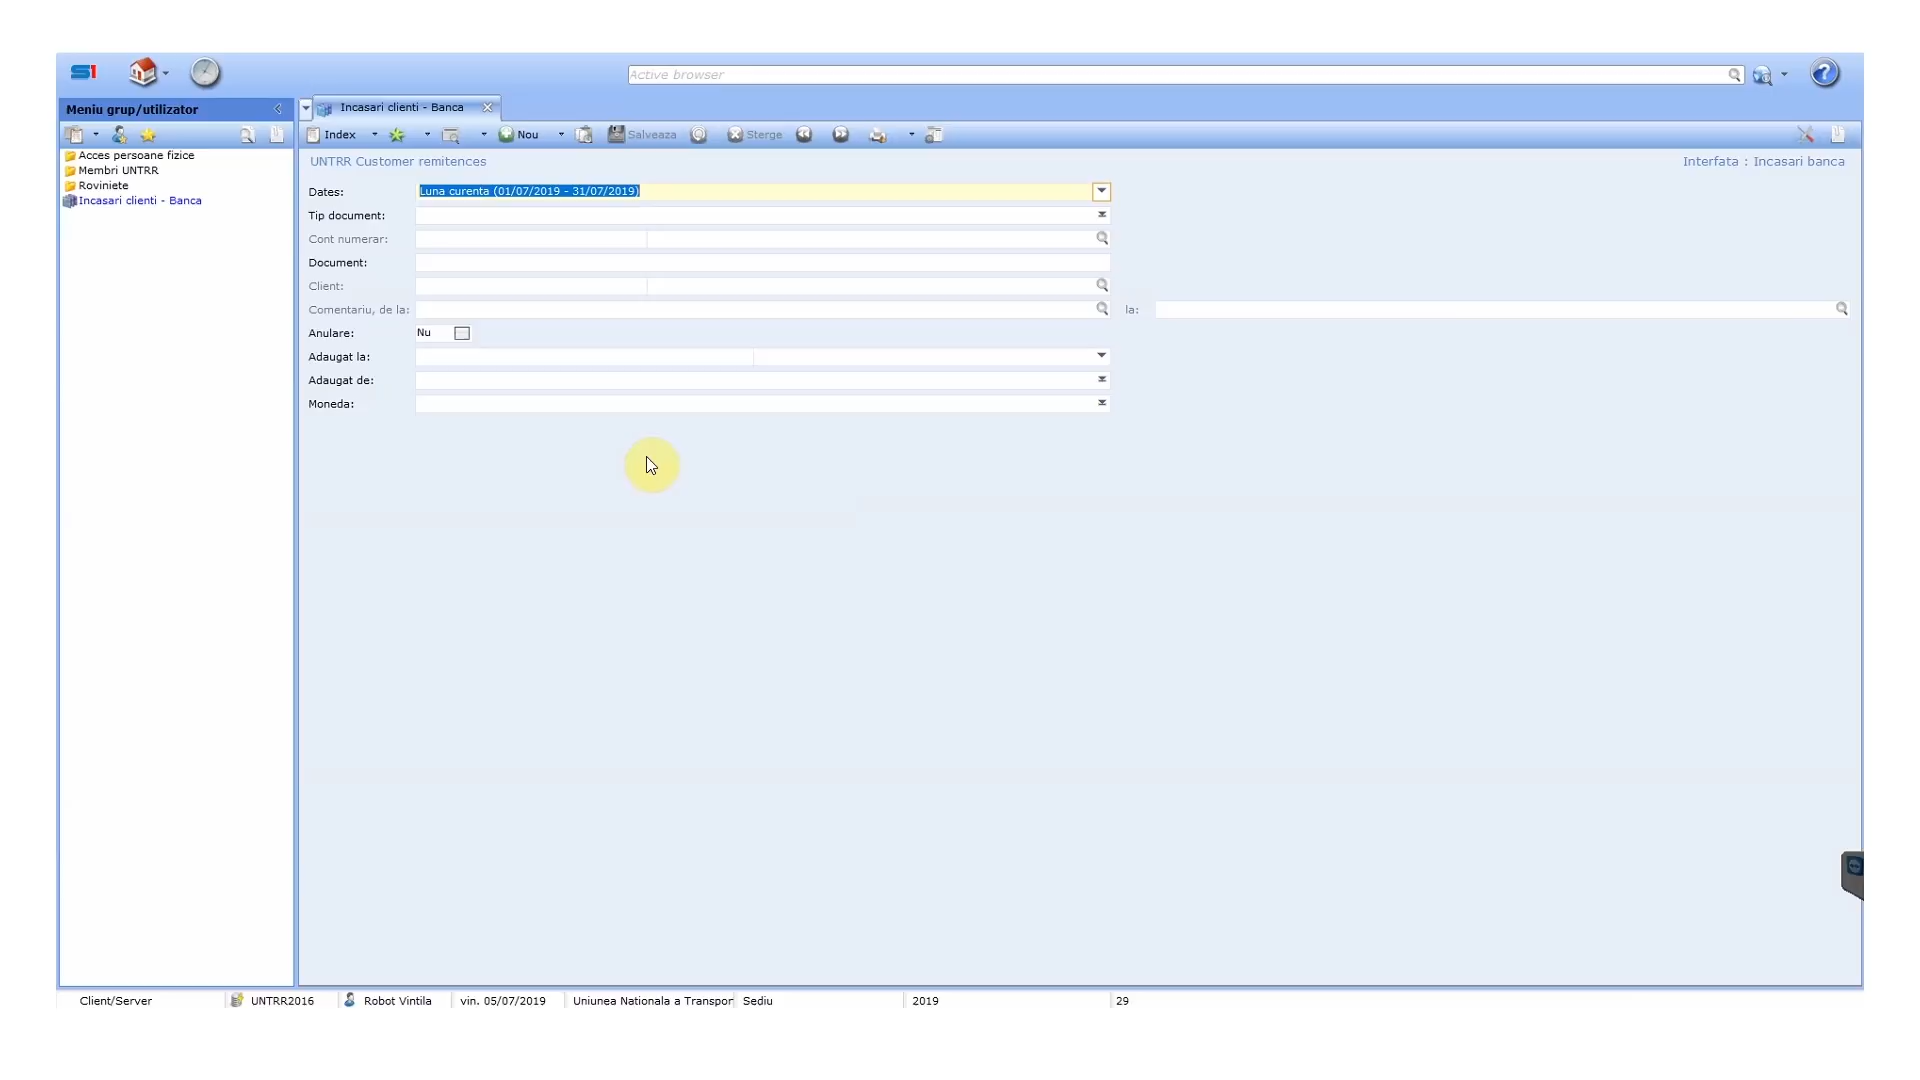 S1
Active browser
Meniu grup/utilizator
Incasari clienti - Banca
Index
Nou
Salveaza
Sterge
Acces persoane fizice
Membri UNTRR
Roviniete
Incasari clienti - Banca
UNTRR Customer remitences
Interfata : Incasari banca
Dates: Luna curenta (01/07/2019 - 31/07/2019)
Tip document:
Cont numerar:
Document:
Client:
Comentariu, de la: la:
Anulare: Nu
Adaugat la:
Adaugat de:
Moneda:
Client/Server UNTRR2016 Robot Vintila vin. 05/07/2019 Uniunea Nationala a Transpor Sediu 2019 29